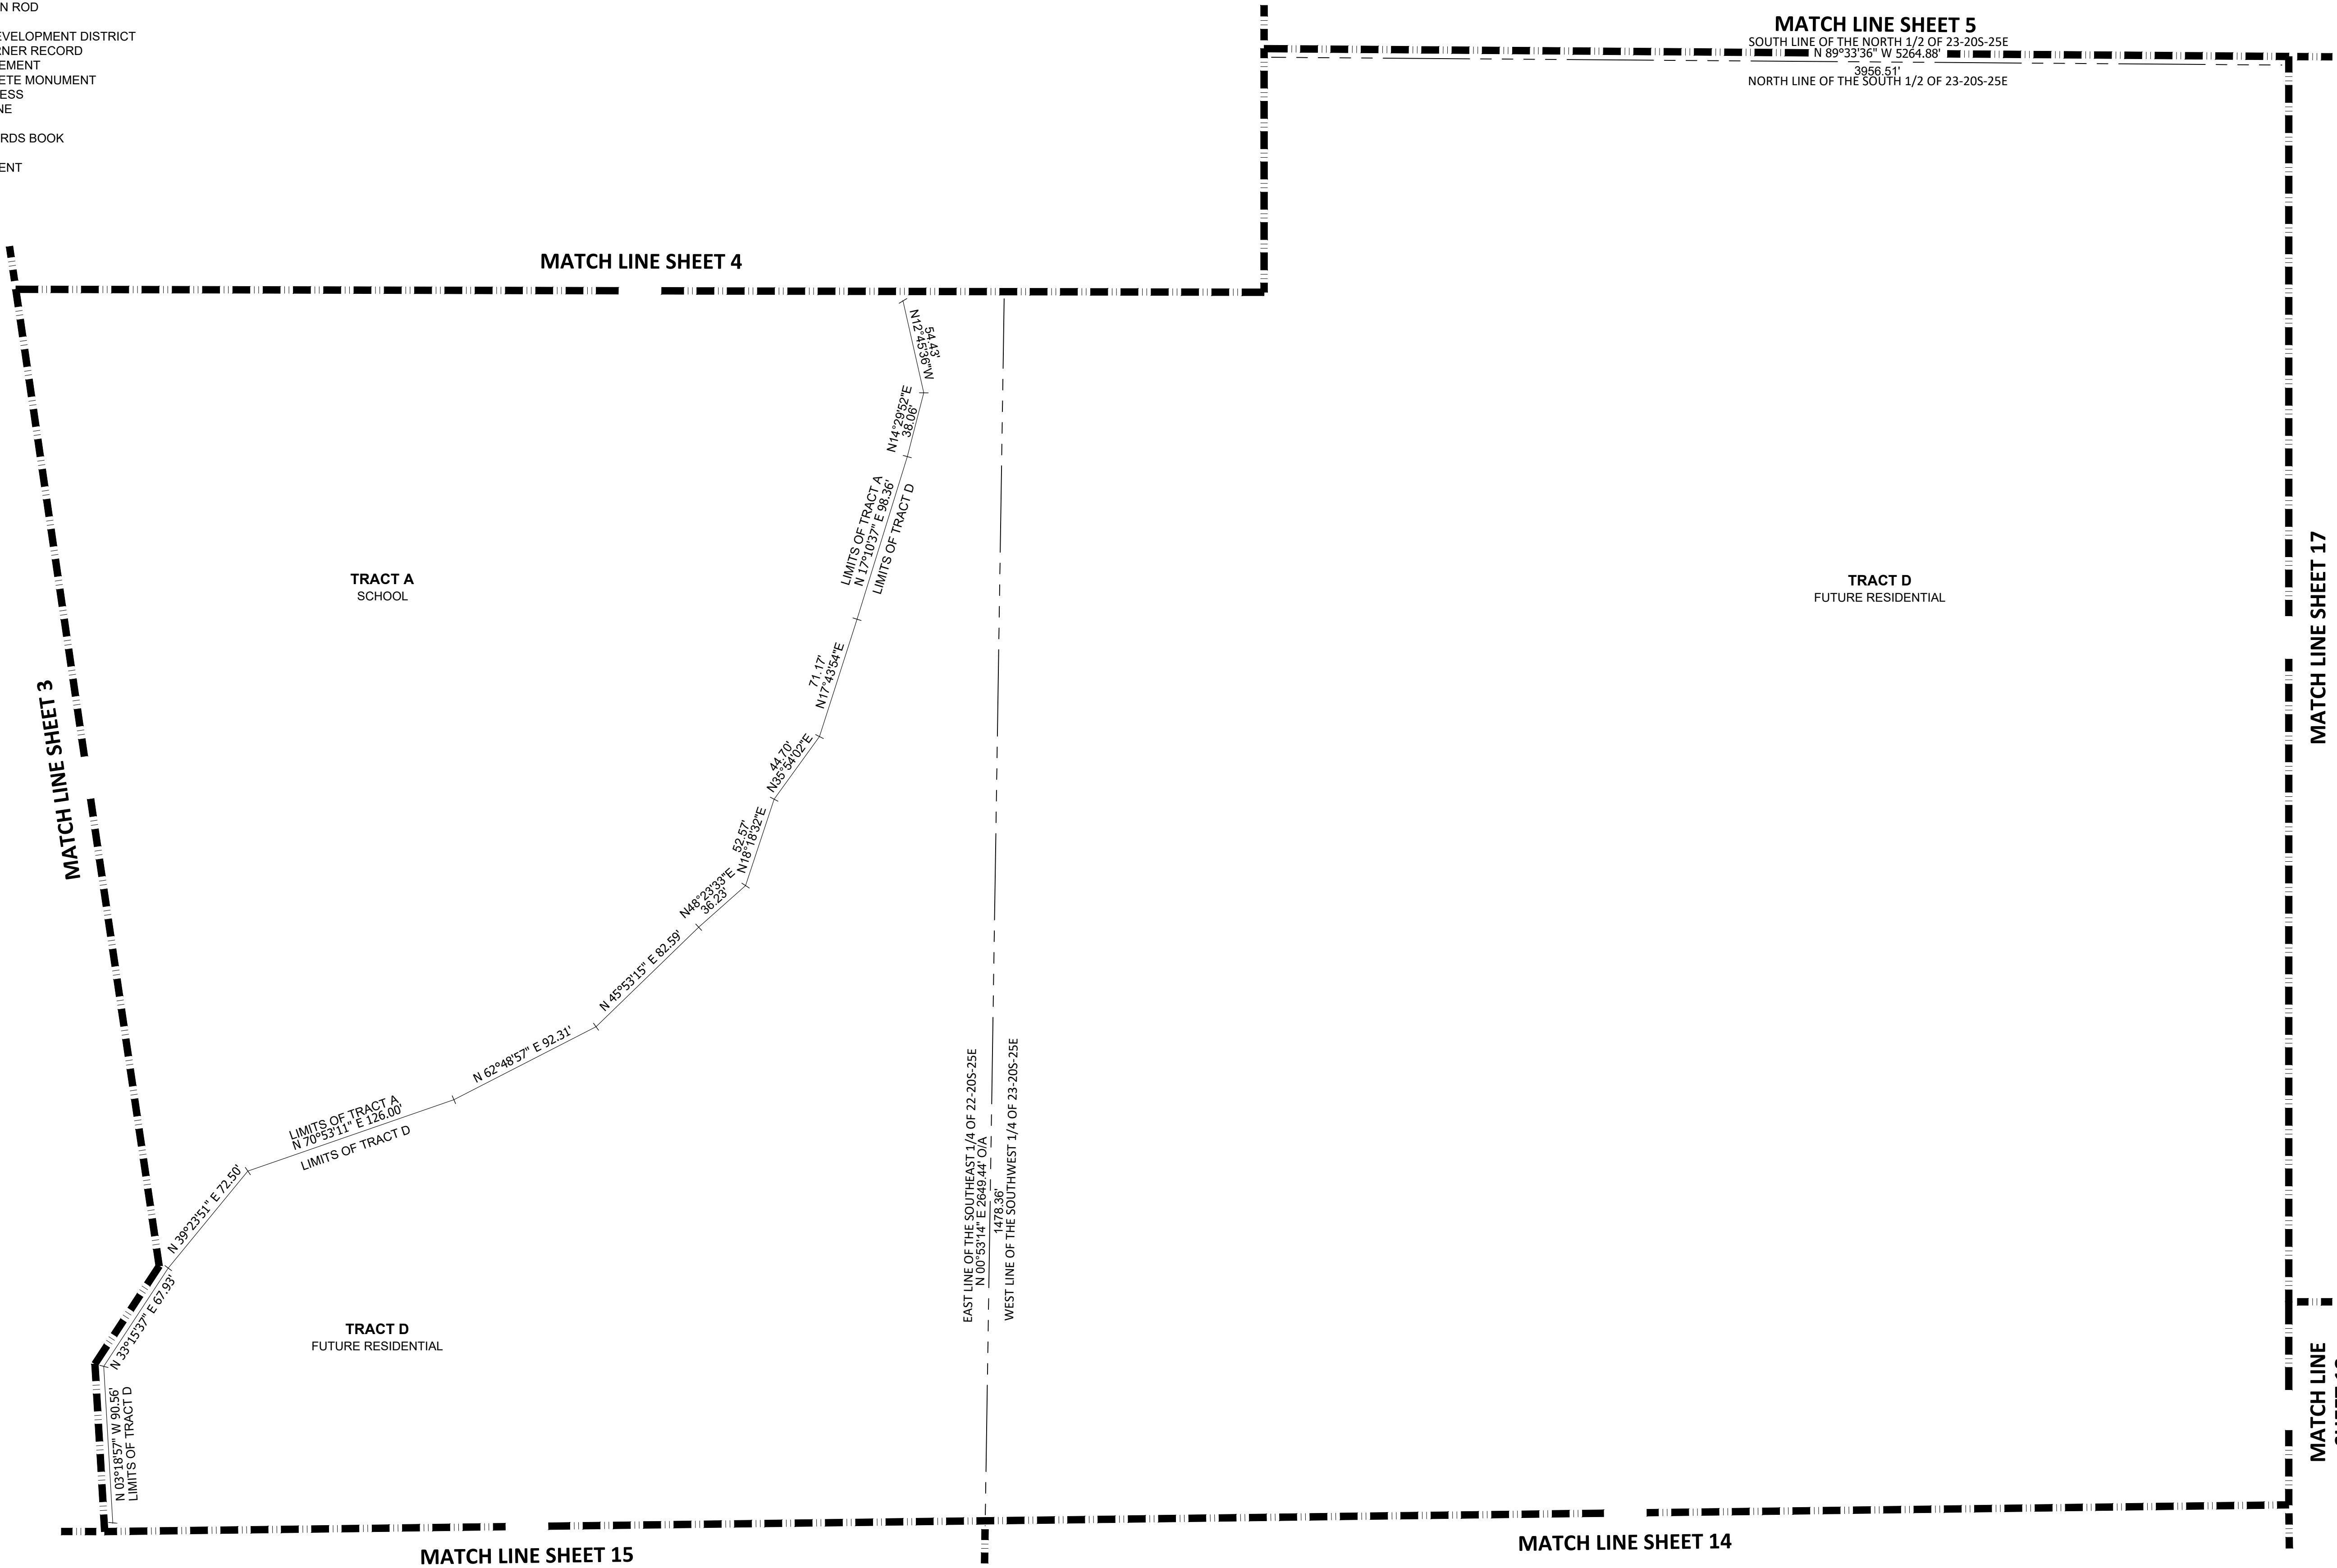 N ROD
EVELOPMENT DISTRICT
RNER RECORD
EMENT
ETE MONUMENT
ESS
NE
RDS BOOK
ENT
MATCH LINE SHEET 5
SOUTH LINE OF THE NORTH 1/2 OF 23-20S-25E
N 89°33'36" W 5264.88'
3956.51'
NORTH LINE OF THE SOUTH 1/2 OF 23-20S-25E
MATCH LINE SHEET 4
54.43'
N12°45'36"W
N14°29'52"E
38.06'
LIMITS OF TRACT A
N 17°10'37" E 98.36'
LIMITS OF TRACT D
TRACT A
SCHOOL
TRACT D
FUTURE RESIDENTIAL
MATCH LINE SHEET 17
MATCH LINE SHEET 3
71.17'
N17°43'54"E
44.70'
N35°54'02"E
52.57'
N18°18'32"E
N48°23'33"E
36.23'
N 45°53'15" E 82.59'
N 62°48'57" E 92.31'
LIMITS OF TRACT A
N 70°53'11" E 126.00'
LIMITS OF TRACT D
N 39°23'51" E 72.50'
N 33°15'37" E 67.93'
EAST LINE OF THE SOUTHEAST 1/4 OF 22-20S-25E
N 00°53'14" E 2649.44' O/A
1478.36'
WEST LINE OF THE SOUTHWEST 1/4 OF 23-20S-25E
TRACT D
FUTURE RESIDENTIAL
N 03°18'57" W 90.56'
LIMITS OF TRACT D
MATCH LINE
MATCH LINE SHEET 15
MATCH LINE SHEET 14